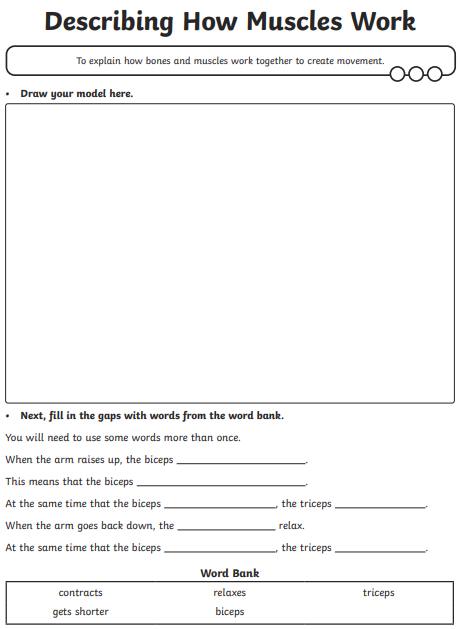 Describing How Muscles Work
To explain how bones and muscles work together to create movement.
• Draw your model here.
• Next, fill in the gaps with words from the word bank.
You will need to use some words more than once.
When the arm raises up, the biceps ____________________.
This means that the biceps ____________________.
At the same time that the biceps ____________________, the triceps ____________________.
When the arm goes back down, the ____________________ relax.
At the same time that the biceps ____________________, the triceps ____________________.
Word Bank
contracts relaxes triceps
gets shorter biceps